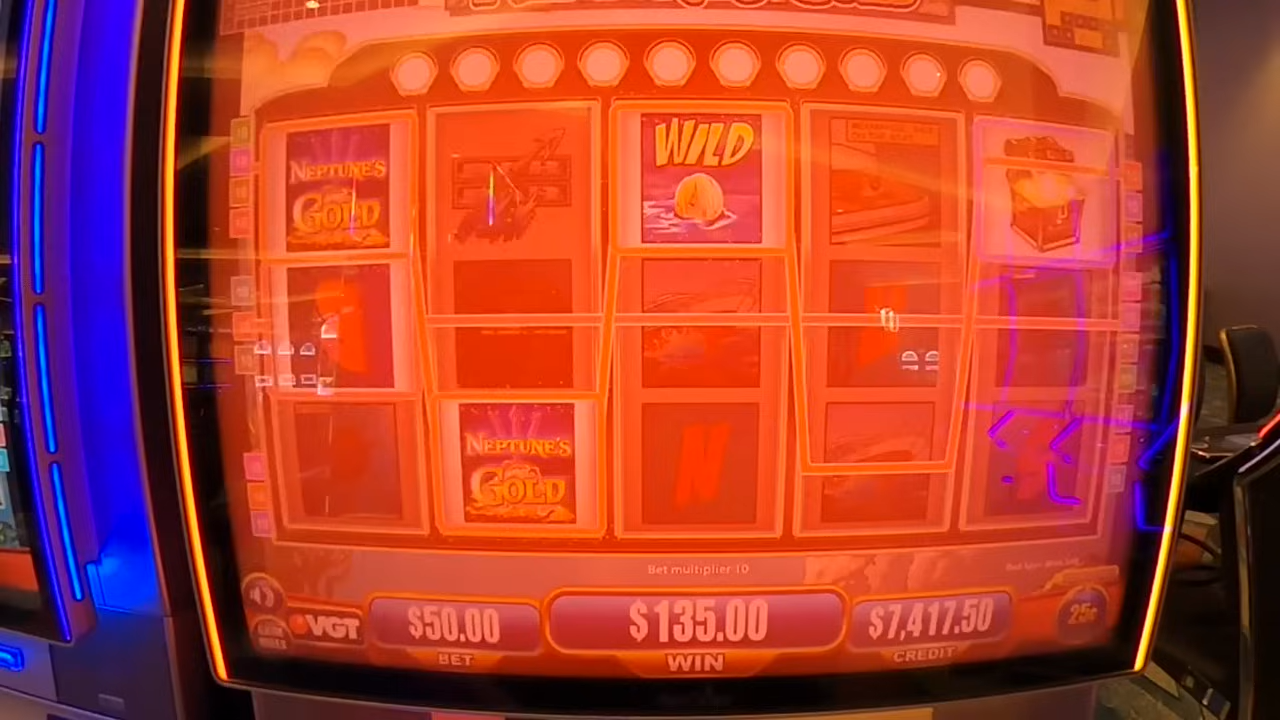 NEPTUNE'S
GOLD
WILD
NEPTUNE'S
GOLD
N
Bet multiplier 10
VGT
$50.00
$135.00
$7,417.50
25¢
BET
WIN
CREDIT